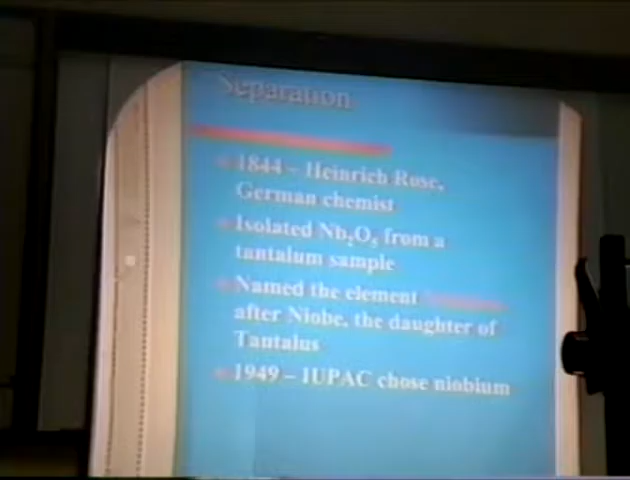 Separation
1844 – Heinrich Rose,
German chemist
Isolated Nb₂O₅ from a
tantalum sample
Named the element
after Niobe, the daughter of
Tantalus
1949 – IUPAC chose niobium